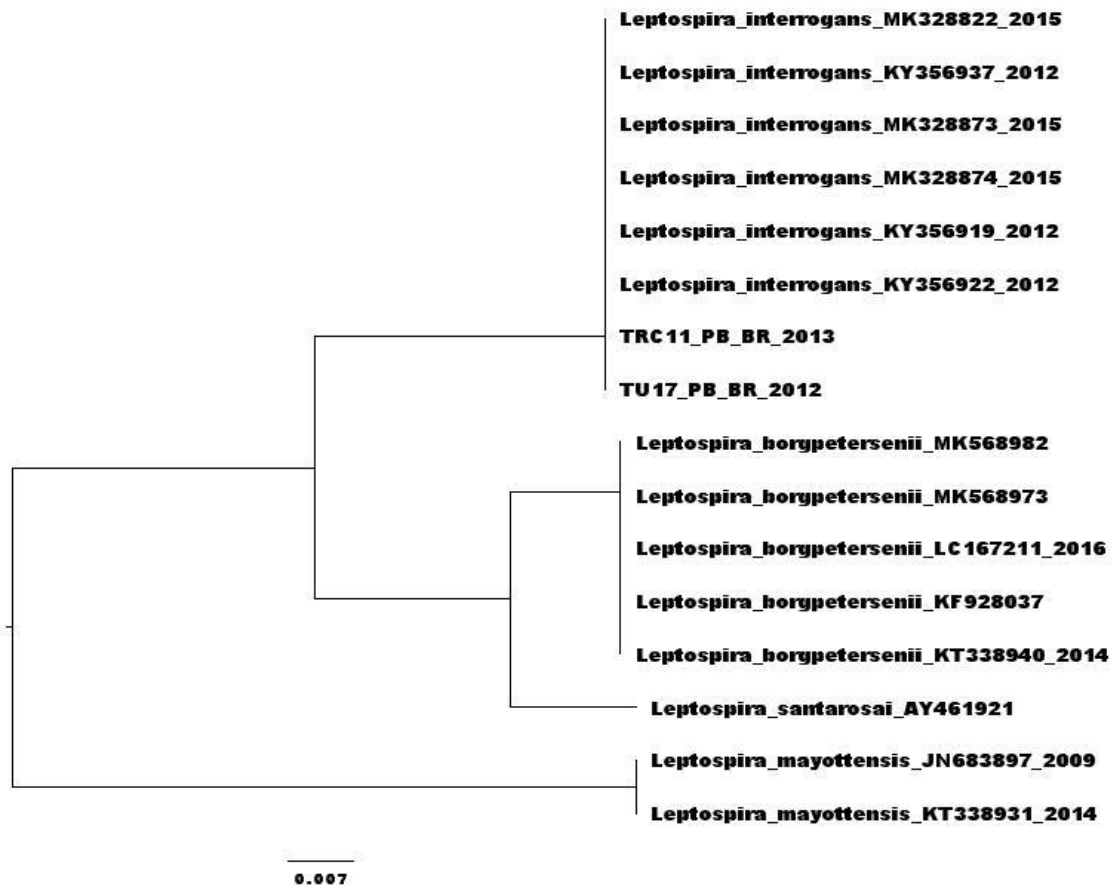 Leptospira_interrogans_MK328822_2015
Leptospira_interrogans_KY356937_2012
Leptospira_interrogans_MK328873_2015
Leptospira_interrogans_MK328874_2015
Leptospira_interrogans_KY356919_2012
Leptospira_interrogans_KY356922_2012
TRC11_PB_BR_2013
TU17_PB_BR_2012
Leptospira_borgpetersenii_MK568982
Leptospira_borgpetersenii_MK568973
Leptospira_borgpetersenii_LC167211_2016
Leptospira_borgpetersenii_KF928037
Leptospira_borgpetersenii_KT338940_2014
Leptospira_santarosai_AY461921
Leptospira_mayottensis_JN683897_2009
Leptospira_mayottensis_KT338931_2014
0.007